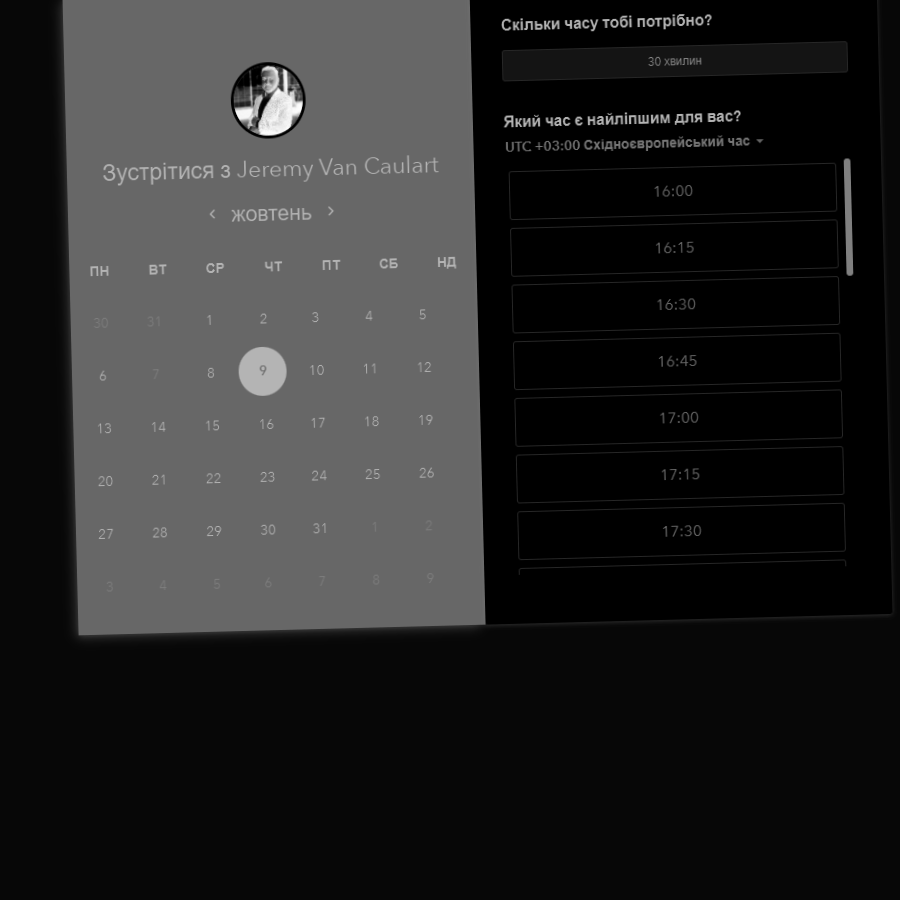 Зустрітися з Jeremy Van Caulart
жовтень
ПН ВТ СР ЧТ ПТ СБ НД
30 31 1 2 3 4 5
6 7 8 9 10 11 12
13 14 15 16 17 18 19
20 21 22 23 24 25 26
27 28 29 30 31 1 2
3 4 5 6 7 8 9
Скільки часу тобі потрібно?
30 хвилин
Який час є найліпшим для вас?
UTC +03:00 Східноєвропейський час
16:00
16:15
16:30
16:45
17:00
17:15
17:30